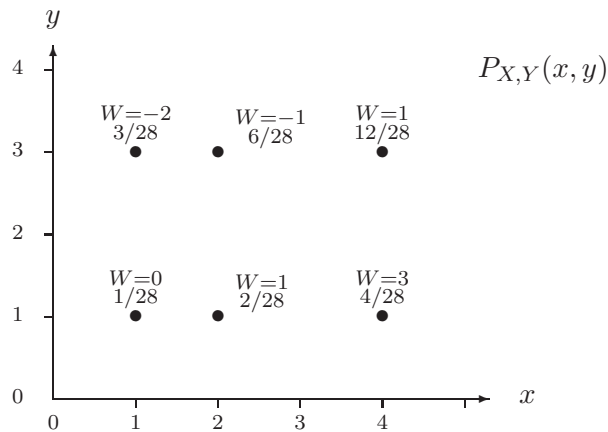 y
4
P_{X,Y}(x, y)
W=−2
3/28
W=−1
6/28
W=1
12/28
3
2
W=0
1/28
W=1
2/28
W=3
4/28
1
0
x
0 1 2 3 4